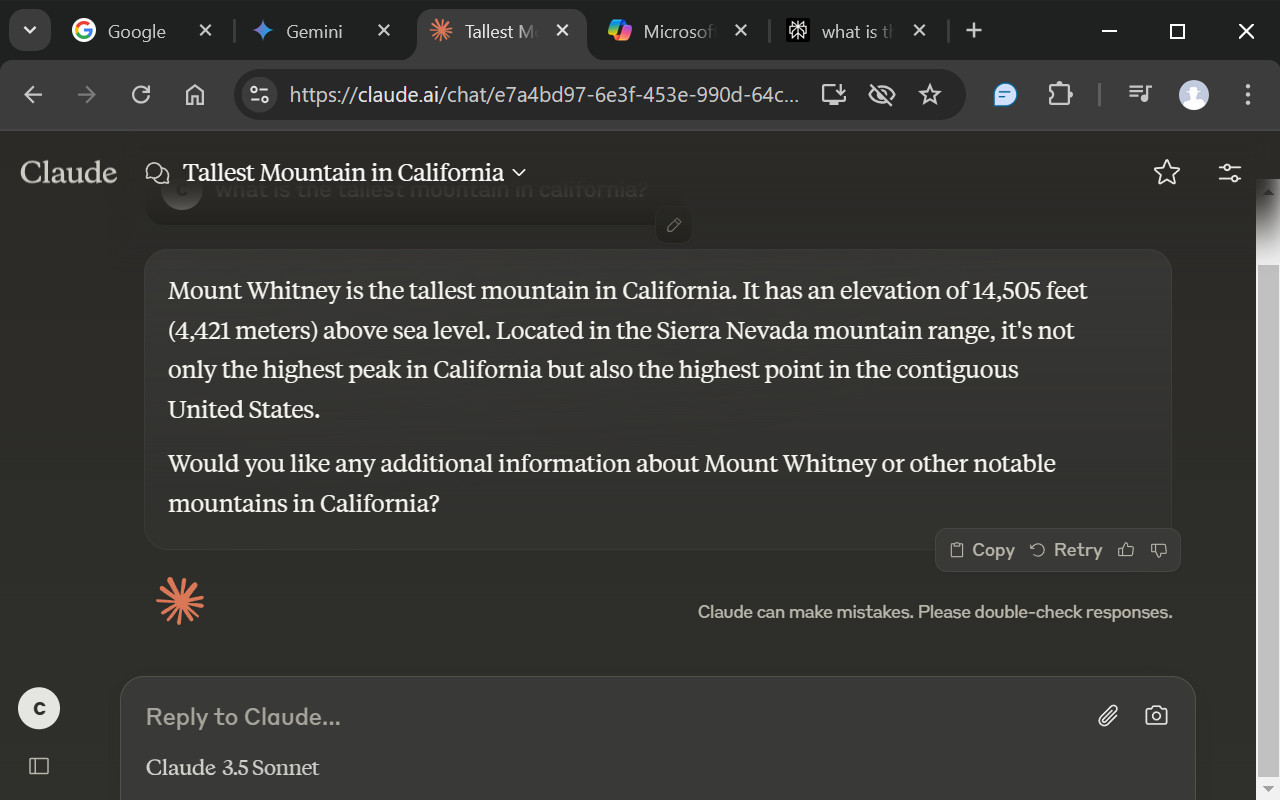 Google
Gemini
Tallest Mo
Microsof
what is th
https://claude.ai/chat/e7a4bd97-6e3f-453e-990d-64c...
Claude
Tallest Mountain in California
C what is the tallest mountain in california?
Mount Whitney is the tallest mountain in California. It has an elevation of 14,505 feet
(4,421 meters) above sea level. Located in the Sierra Nevada mountain range, it's not
only the highest peak in California but also the highest point in the contiguous
United States.
Would you like any additional information about Mount Whitney or other notable
mountains in California?
Copy Retry
Claude can make mistakes. Please double-check responses.
C
Reply to Claude...
Claude 3.5 Sonnet